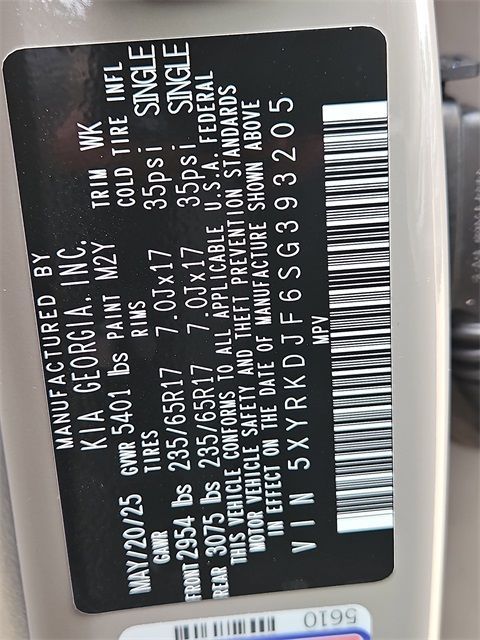 MANUFACTURED BY
KIA GEORGIA, INC.
MAY/20/25 GVWR 5401 lbs PAINT M2Y TRIM WK
GAWR TIRES RIMS COLD TIRE INFL
FRONT 2954 lbs 235/65R17 7.0Jx17 35psi SINGLE
REAR 3075 lbs 235/65R17 7.0Jx17 35psi SINGLE
THIS VEHICLE CONFORMS TO ALL APPLICABLE U.S.A. FEDERAL
MOTOR VEHICLE SAFETY AND THEFT PREVENTION STANDARDS
IN EFFECT ON THE DATE OF MANUFACTURE SHOWN ABOVE
VIN 5XYRKDJF6SG393205
MPV
5610